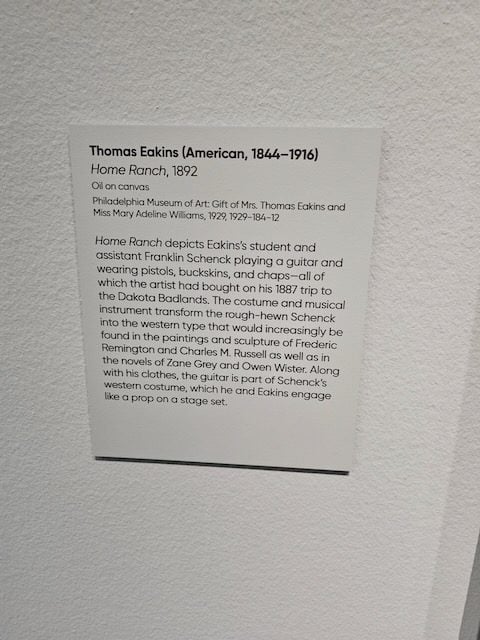 Thomas Eakins (American, 1844–1916)
Home Ranch, 1892
Oil on canvas
Philadelphia Museum of Art: Gift of Mrs. Thomas Eakins and
Miss Mary Adeline Williams, 1929, 1929-184-12
Home Ranch depicts Eakins's student and
assistant Franklin Schenck playing a guitar and
wearing pistols, buckskins, and chaps—all of
which the artist had bought on his 1887 trip to
the Dakota Badlands. The costume and musical
instrument transform the rough-hewn Schenck
into the western type that would increasingly be
found in the paintings and sculpture of Frederic
Remington and Charles M. Russell as well as in
the novels of Zane Grey and Owen Wister. Along
with his clothes, the guitar is part of Schenck's
western costume, which he and Eakins engage
like a prop on a stage set.